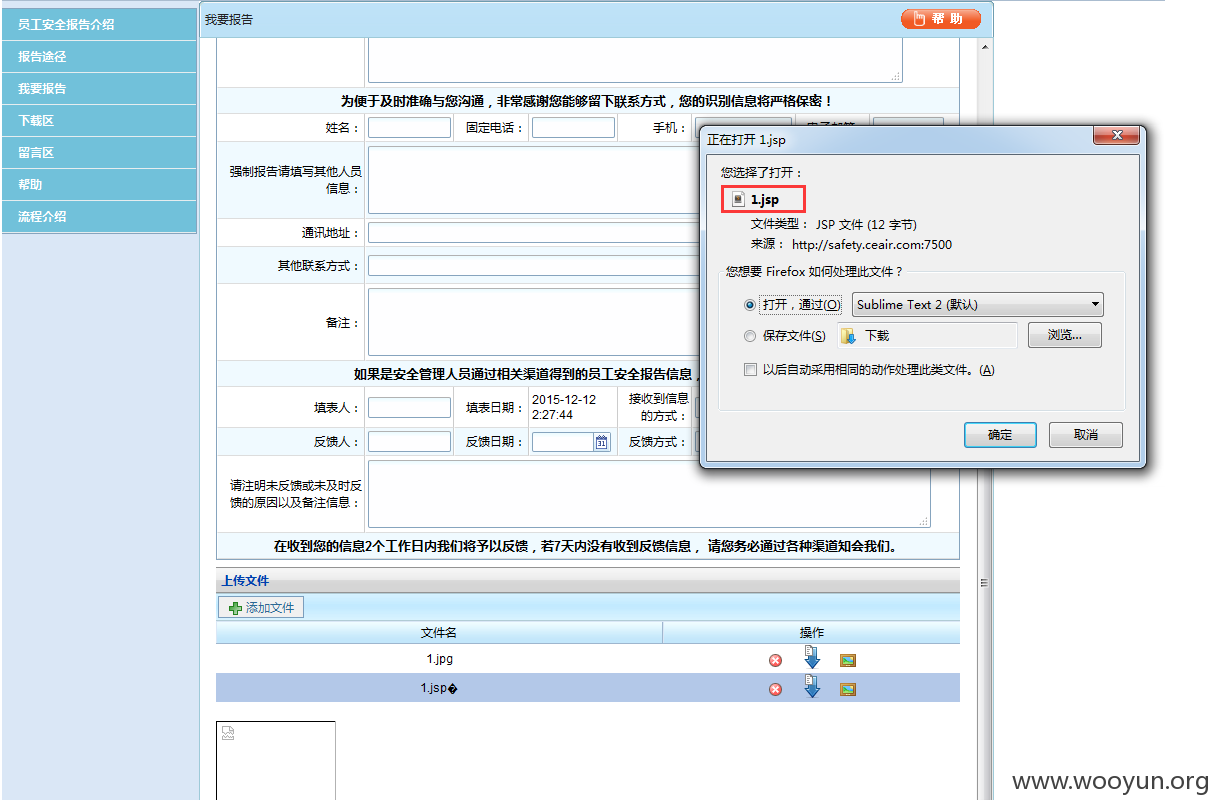 员工安全报告介绍
报告途径
我要报告
下载区
留言区
帮助
流程介绍
我要报告
帮 助
为便于及时准确与您沟通，非常感谢您能够留下联系方式，您的识别信息将严格保密！
姓名：
固定电话：
手机：
强制报告请填写其他人员
信息：
通讯地址：
其他联系方式：
备注：
如果是安全管理人员通过相关渠道得到的员工安全报告信息，
填表人：
填表日期：
2015-12-12
2:27:44
接收到信息
的方式：
反馈人：
反馈日期：
31
反馈方式：
请注明未反馈或未及时反
馈的原因以及备注信息：
在收到您的信息2个工作日内我们将予以反馈，若7天内没有收到反馈信息， 请您务必通过各种渠道知会我们。
上传文件
添加文件
文件名
操作
1.jpg
1.jsp�
正在打开 1.jsp
您选择了打开：
1.jsp
文件类型： JSP 文件 (12 字节)
来源： http://safety.ceair.com:7500
您想要 Firefox 如何处理此文件？
打开，通过(O)
Sublime Text 2 (默认)
保存文件(S)
下载
浏览...
以后自动采用相同的动作处理此类文件。(A)
确定
取消
www.wooyun.org